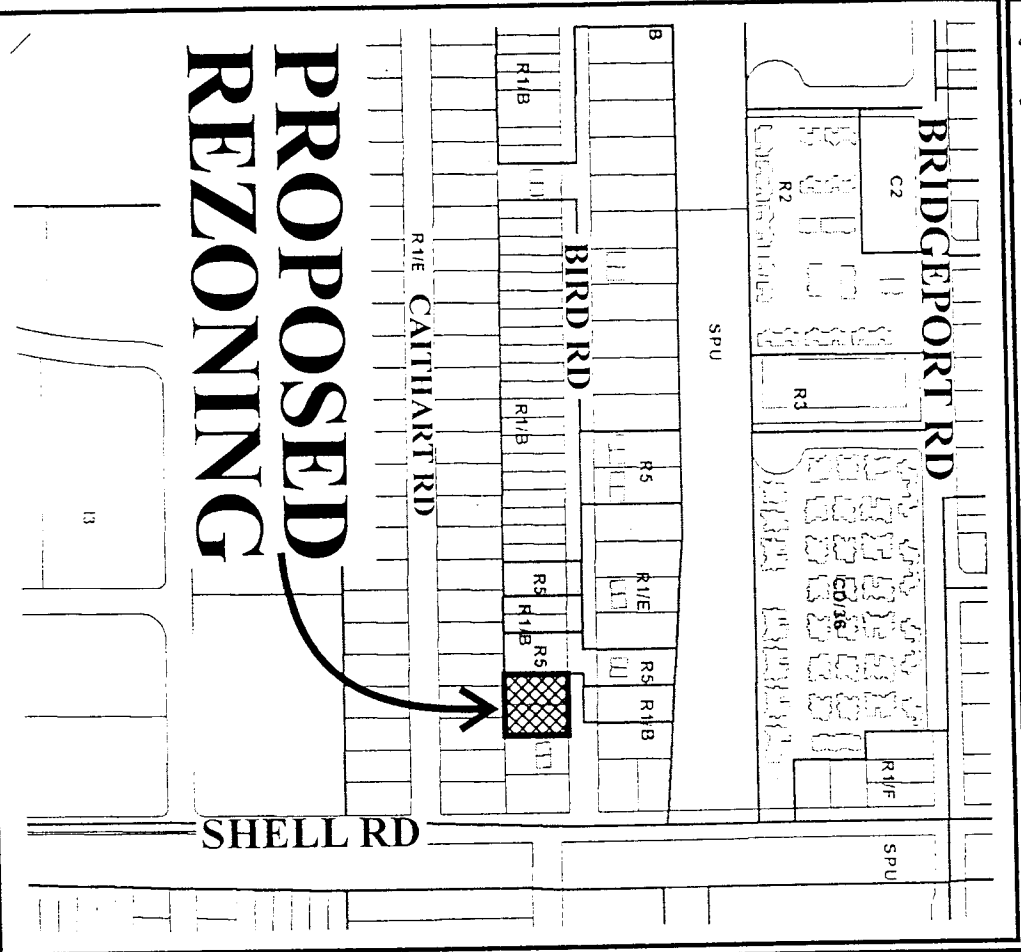 BRIDGEPORT RD
C2
R2
R3
CD/36
R1/F
SPU
SPU
B
R5
R1/E
R5
R1/B
BIRD RD
R1/B
R1/B
R5
R1/B
R5
R1/E
CAITHART RD
PROPOSED
REZONING
I3
SHELL RD